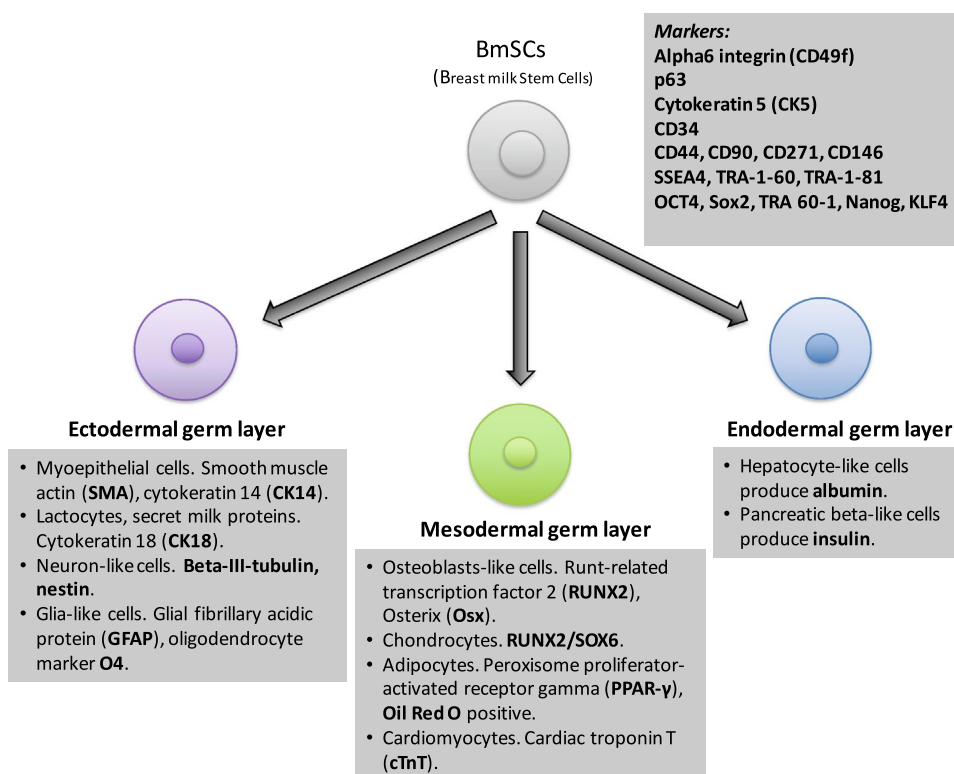 BmSCs
(Breast milk Stem Cells)
Markers:
Alpha6 integrin (CD49f)
p63
Cytokeratin 5 (CK5)
CD34
CD44, CD90, CD271, CD146
SSEA4, TRA-1-60, TRA-1-81
OCT4, Sox2, TRA 60-1, Nanog, KLF4
Ectodermal germ layer
• Myoepithelial cells. Smooth muscle
actin (SMA), cytokeratin 14 (CK14).
• Lactocytes, secret milk proteins.
Cytokeratin 18 (CK18).
• Neuron-like cells. Beta-III-tubulin,
nestin.
• Glia-like cells. Glial fibrillary acidic
protein (GFAP), oligodendrocyte
marker O4.
Mesodermal germ layer
• Osteoblasts-like cells. Runt-related
transcription factor 2 (RUNX2),
Osterix (Osx).
• Chondrocytes. RUNX2/SOX6.
• Adipocytes. Peroxisome proliferator-
activated receptor gamma (PPAR-γ),
Oil Red O positive.
• Cardiomyocytes. Cardiac troponin T
(cTnT).
Endodermal germ layer
• Hepatocyte-like cells
produce albumin.
• Pancreatic beta-like cells
produce insulin.